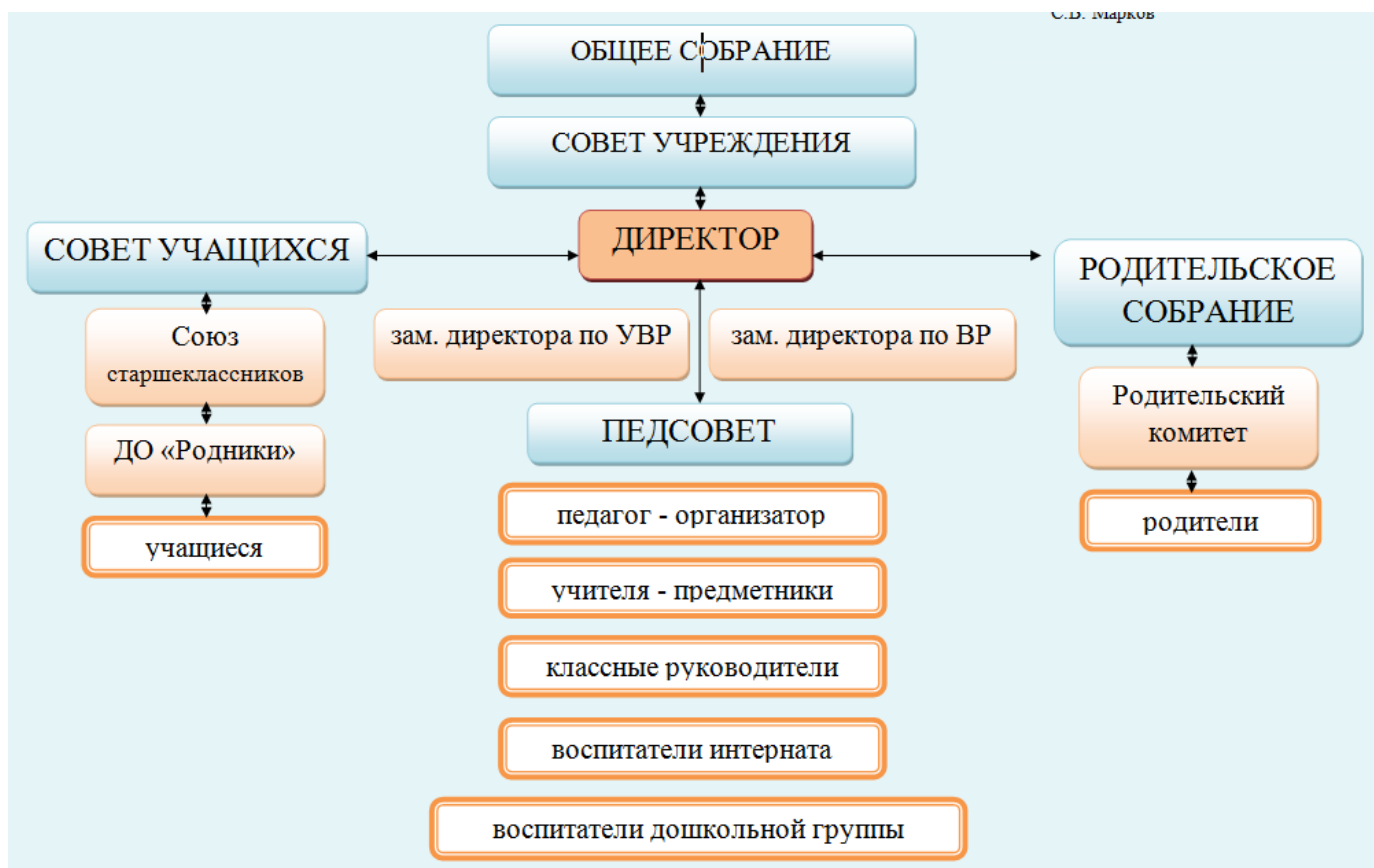 С.В. Марков
ОБЩЕЕ СОБРАНИЕ
СОВЕТ УЧРЕЖДЕНИЯ
ДИРЕКТОР
СОВЕТ УЧАЩИХСЯ
РОДИТЕЛЬСКОЕ
СОБРАНИЕ
Союз
старшеклассников
зам. директора по УВР
зам. директора по ВР
Родительский
комитет
ПЕДСОВЕТ
ДО «Родники»
родители
учащиеся
педагог - организатор
учителя - предметники
классные руководители
воспитатели интерната
воспитатели дошкольной группы